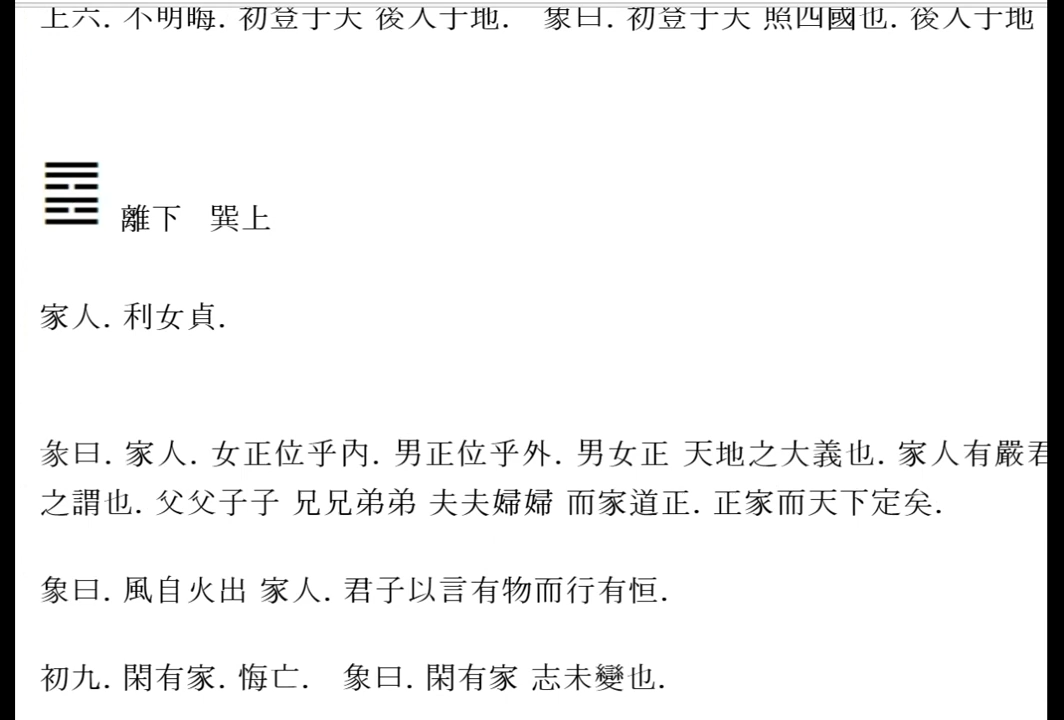 上六. 不明晦. 初登于天 後入于地. 象曰. 初登于天 照四國也. 後入于地
離下 巽上
家人. 利女貞.
彖曰. 家人. 女正位乎內. 男正位乎外. 男女正 天地之大義也. 家人有嚴君
之謂也. 父父子子 兄兄弟弟 夫夫婦婦 而家道正. 正家而天下定矣.
象曰. 風自火出 家人. 君子以言有物而行有恒.
初九. 閑有家. 悔亡. 象曰. 閑有家 志未變也.